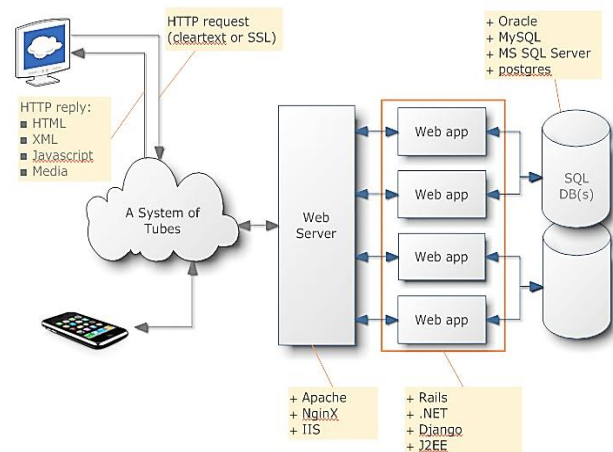 HTTP request
(cleartext or SSL)
+ Oracle
+ MySQL
+ MS SQL Server
+ postgres
HTTP reply:
■ HTML
■ XML
■ Javascript
■ Media
A System of
Tubes
Web
Server
Web app
Web app
Web app
Web app
SQL
DB(s)
+ Apache
+ NginX
+ IIS
+ Rails
+ .NET
+ Django
+ J2EE